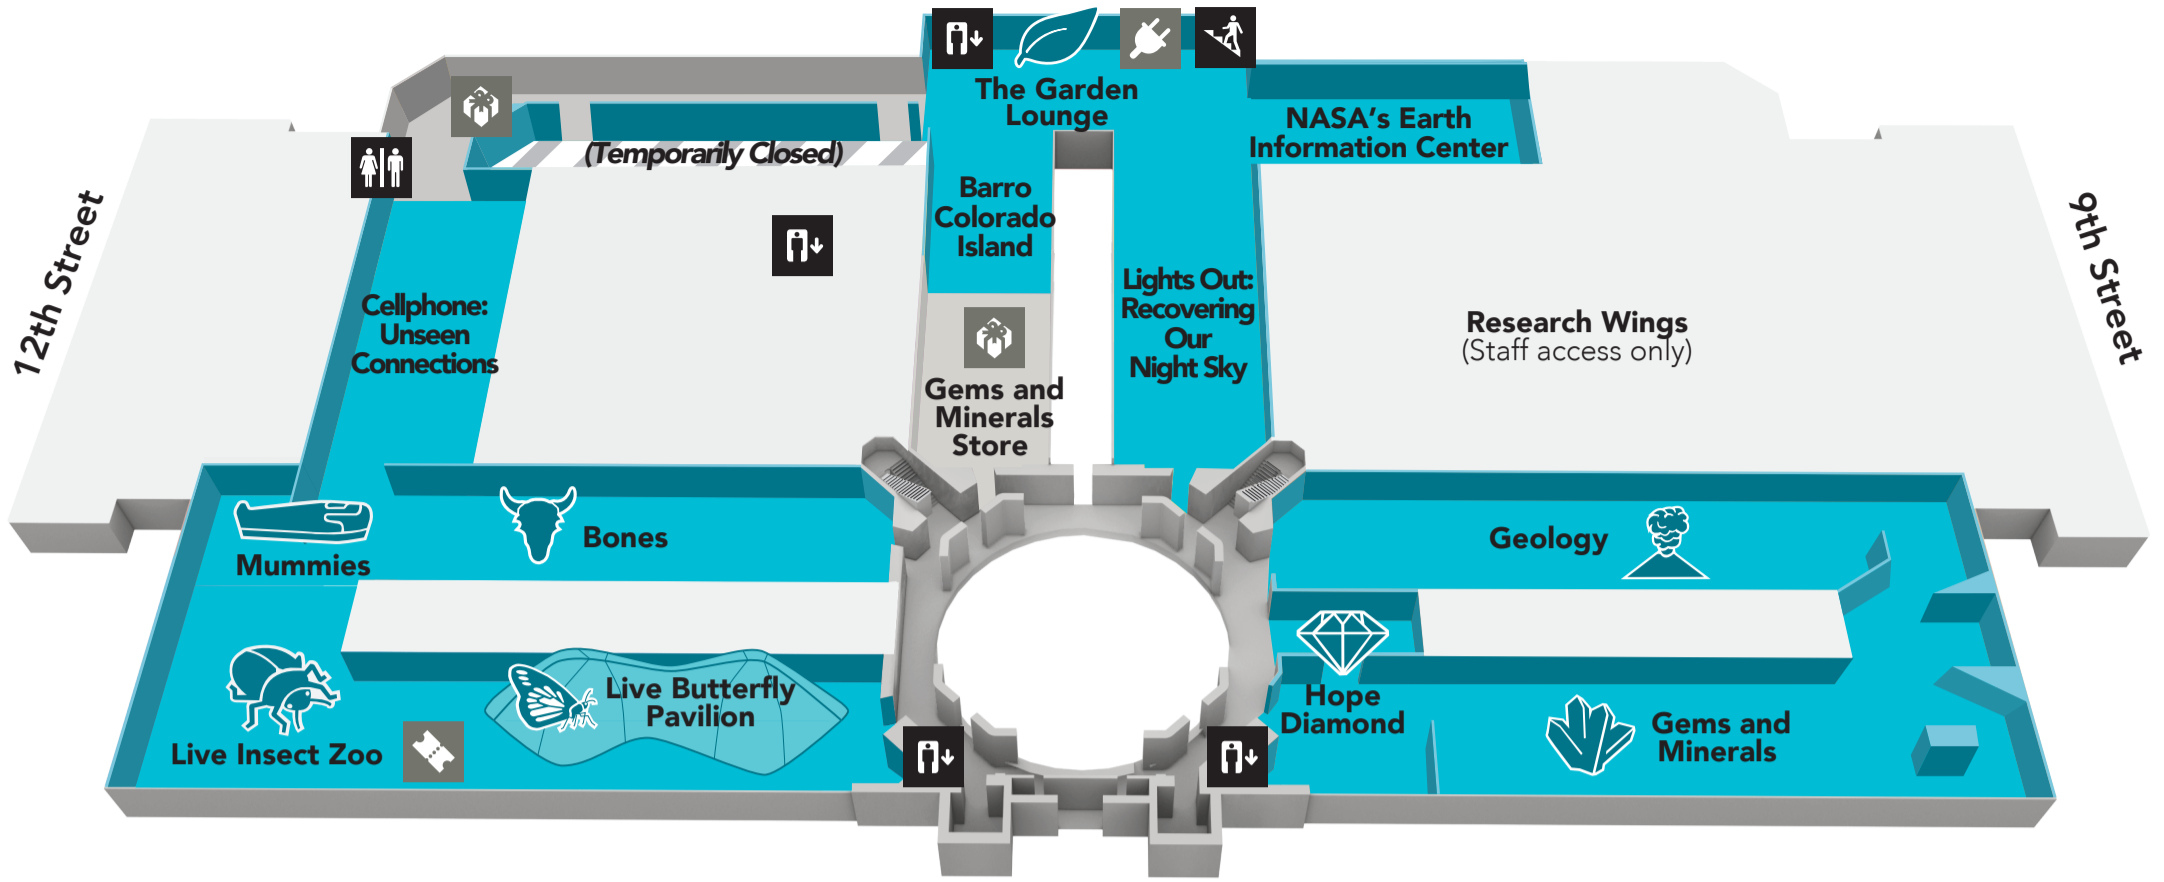 The Garden
Lounge
NASA's Earth
Information Center
(Temporarily Closed)
Barro
Colorado
Island
12th Street
9th Street
Cellphone:
Unseen
Connections
Lights Out:
Recovering
Our
Night Sky
Research Wings
(Staff access only)
Gems and
Minerals
Store
Mummies
Bones
Geology
Live Insect Zoo
Live Butterfly
Pavilion
Hope
Diamond
Gems and
Minerals